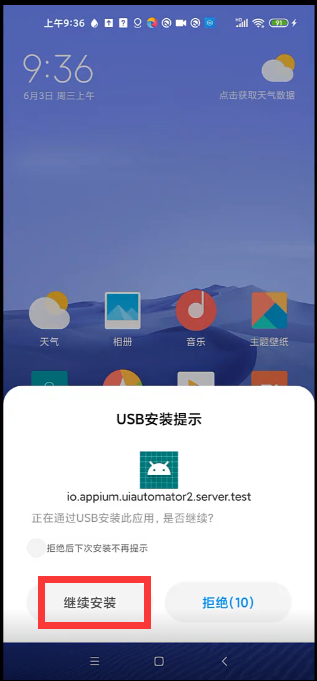 上午9:36
4G
91
9:36
6月3日 周三上午
点击获取天气数据
天气
相册
音乐
主题壁纸
USB安装提示
io.appium.uiautomator2.server.test
正在通过USB安装此应用，是否继续？
拒绝后下次安装不再提示
继续安装
拒绝(10)